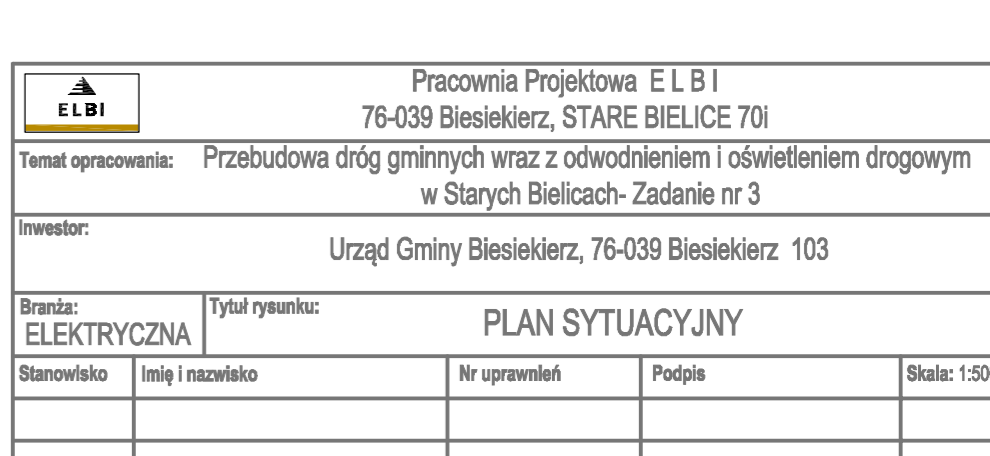 ELBI
Pracownia Projektowa E L B I
76-039 Biesiekierz, STARE BIELICE 70i
Temat opracowania: Przebudowa dróg gminnych wraz z odwodnieniem i oświetleniem drogowym
w Starych Bielicach- Zadanie nr 3
Inwestor:
Urząd Gminy Biesiekierz, 76-039 Biesiekierz 103
Branża:
ELEKTRYCZNA
Tytuł rysunku:
PLAN SYTUACYJNY
Stanowisko Imię i nazwisko Nr uprawnień Podpis Skala: 1:50